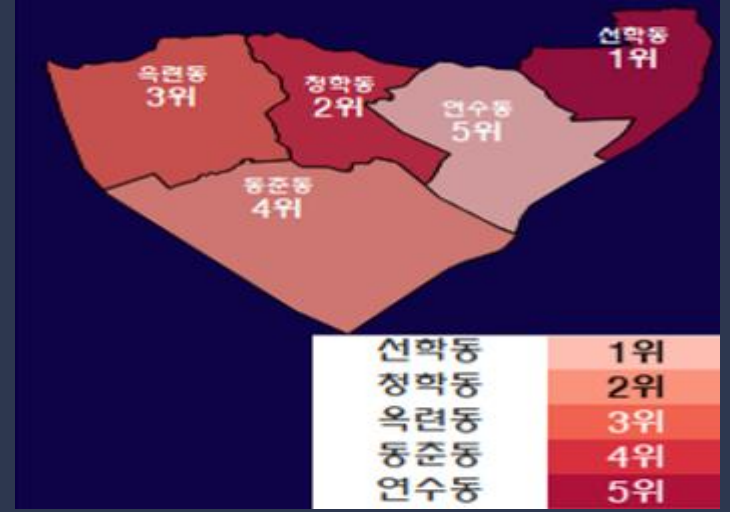 선학동
1위
옥련동
3위
청학동
2위
연수동
5위
동춘동
4위
선학동 1위
청학동 2위
옥련동 3위
동춘동 4위
연수동 5위